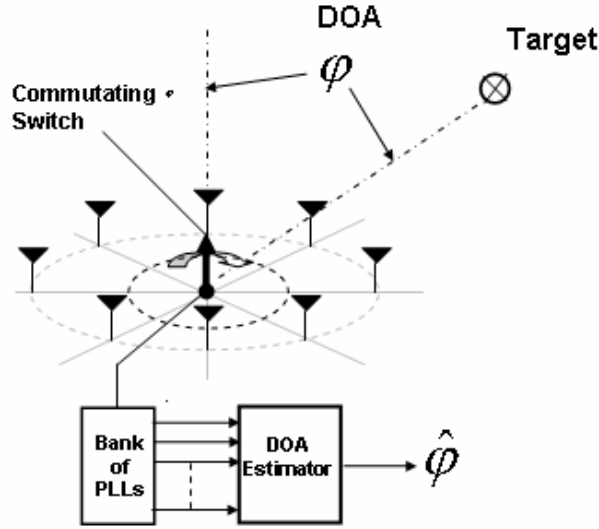 DOA
φ
Target
Commutating
Switch
Bank
of
PLLs
DOA
Estimator
φ̂